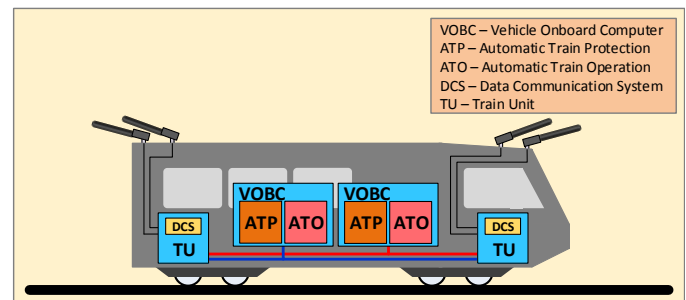 VOBC – Vehicle Onboard Computer
ATP – Automatic Train Protection
ATO – Automatic Train Operation
DCS – Data Communication System
TU – Train Unit
VOBC
VOBC
ATP
ATO
ATP
ATO
DCS
TU
DCS
TU